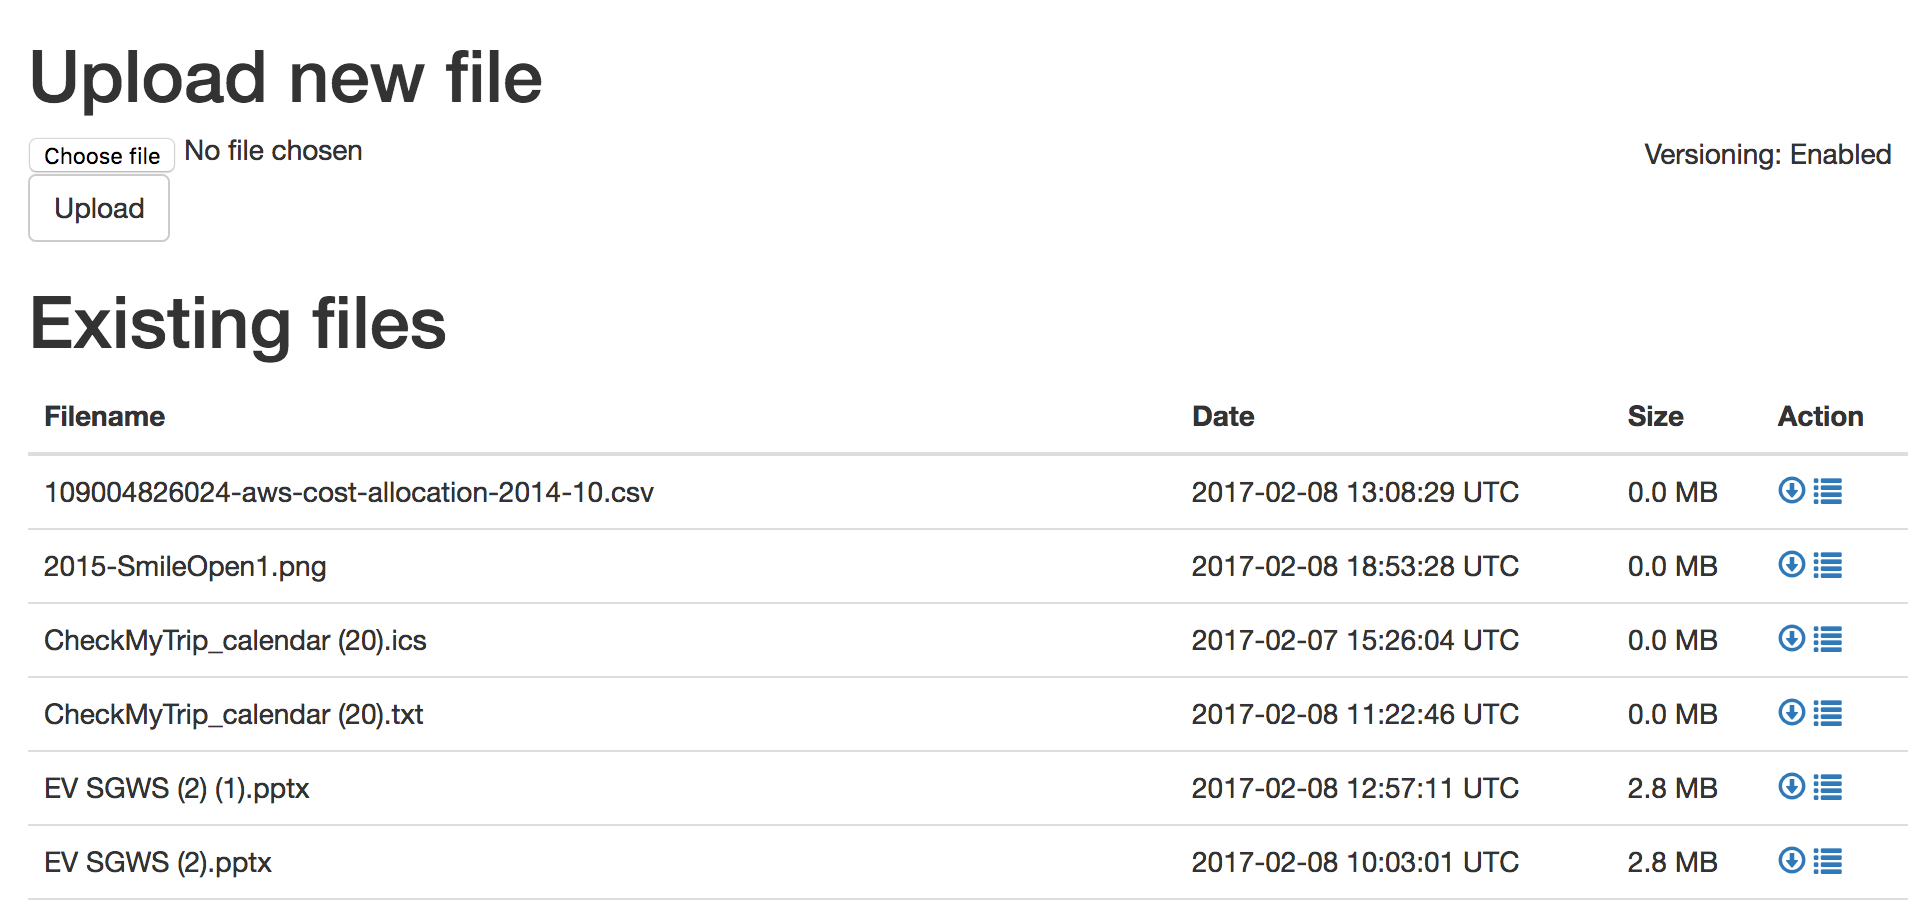 Upload new file
Choose file No file chosen Versioning: Enabled
Upload
Existing files
Filename Date Size Action
109004826024-aws-cost-allocation-2014-10.csv 2017-02-08 13:08:29 UTC 0.0 MB
2015-SmileOpen1.png 2017-02-08 18:53:28 UTC 0.0 MB
CheckMyTrip_calendar (20).ics 2017-02-07 15:26:04 UTC 0.0 MB
CheckMyTrip_calendar (20).txt 2017-02-08 11:22:46 UTC 0.0 MB
EV SGWS (2) (1).pptx 2017-02-08 12:57:11 UTC 2.8 MB
EV SGWS (2).pptx 2017-02-08 10:03:01 UTC 2.8 MB